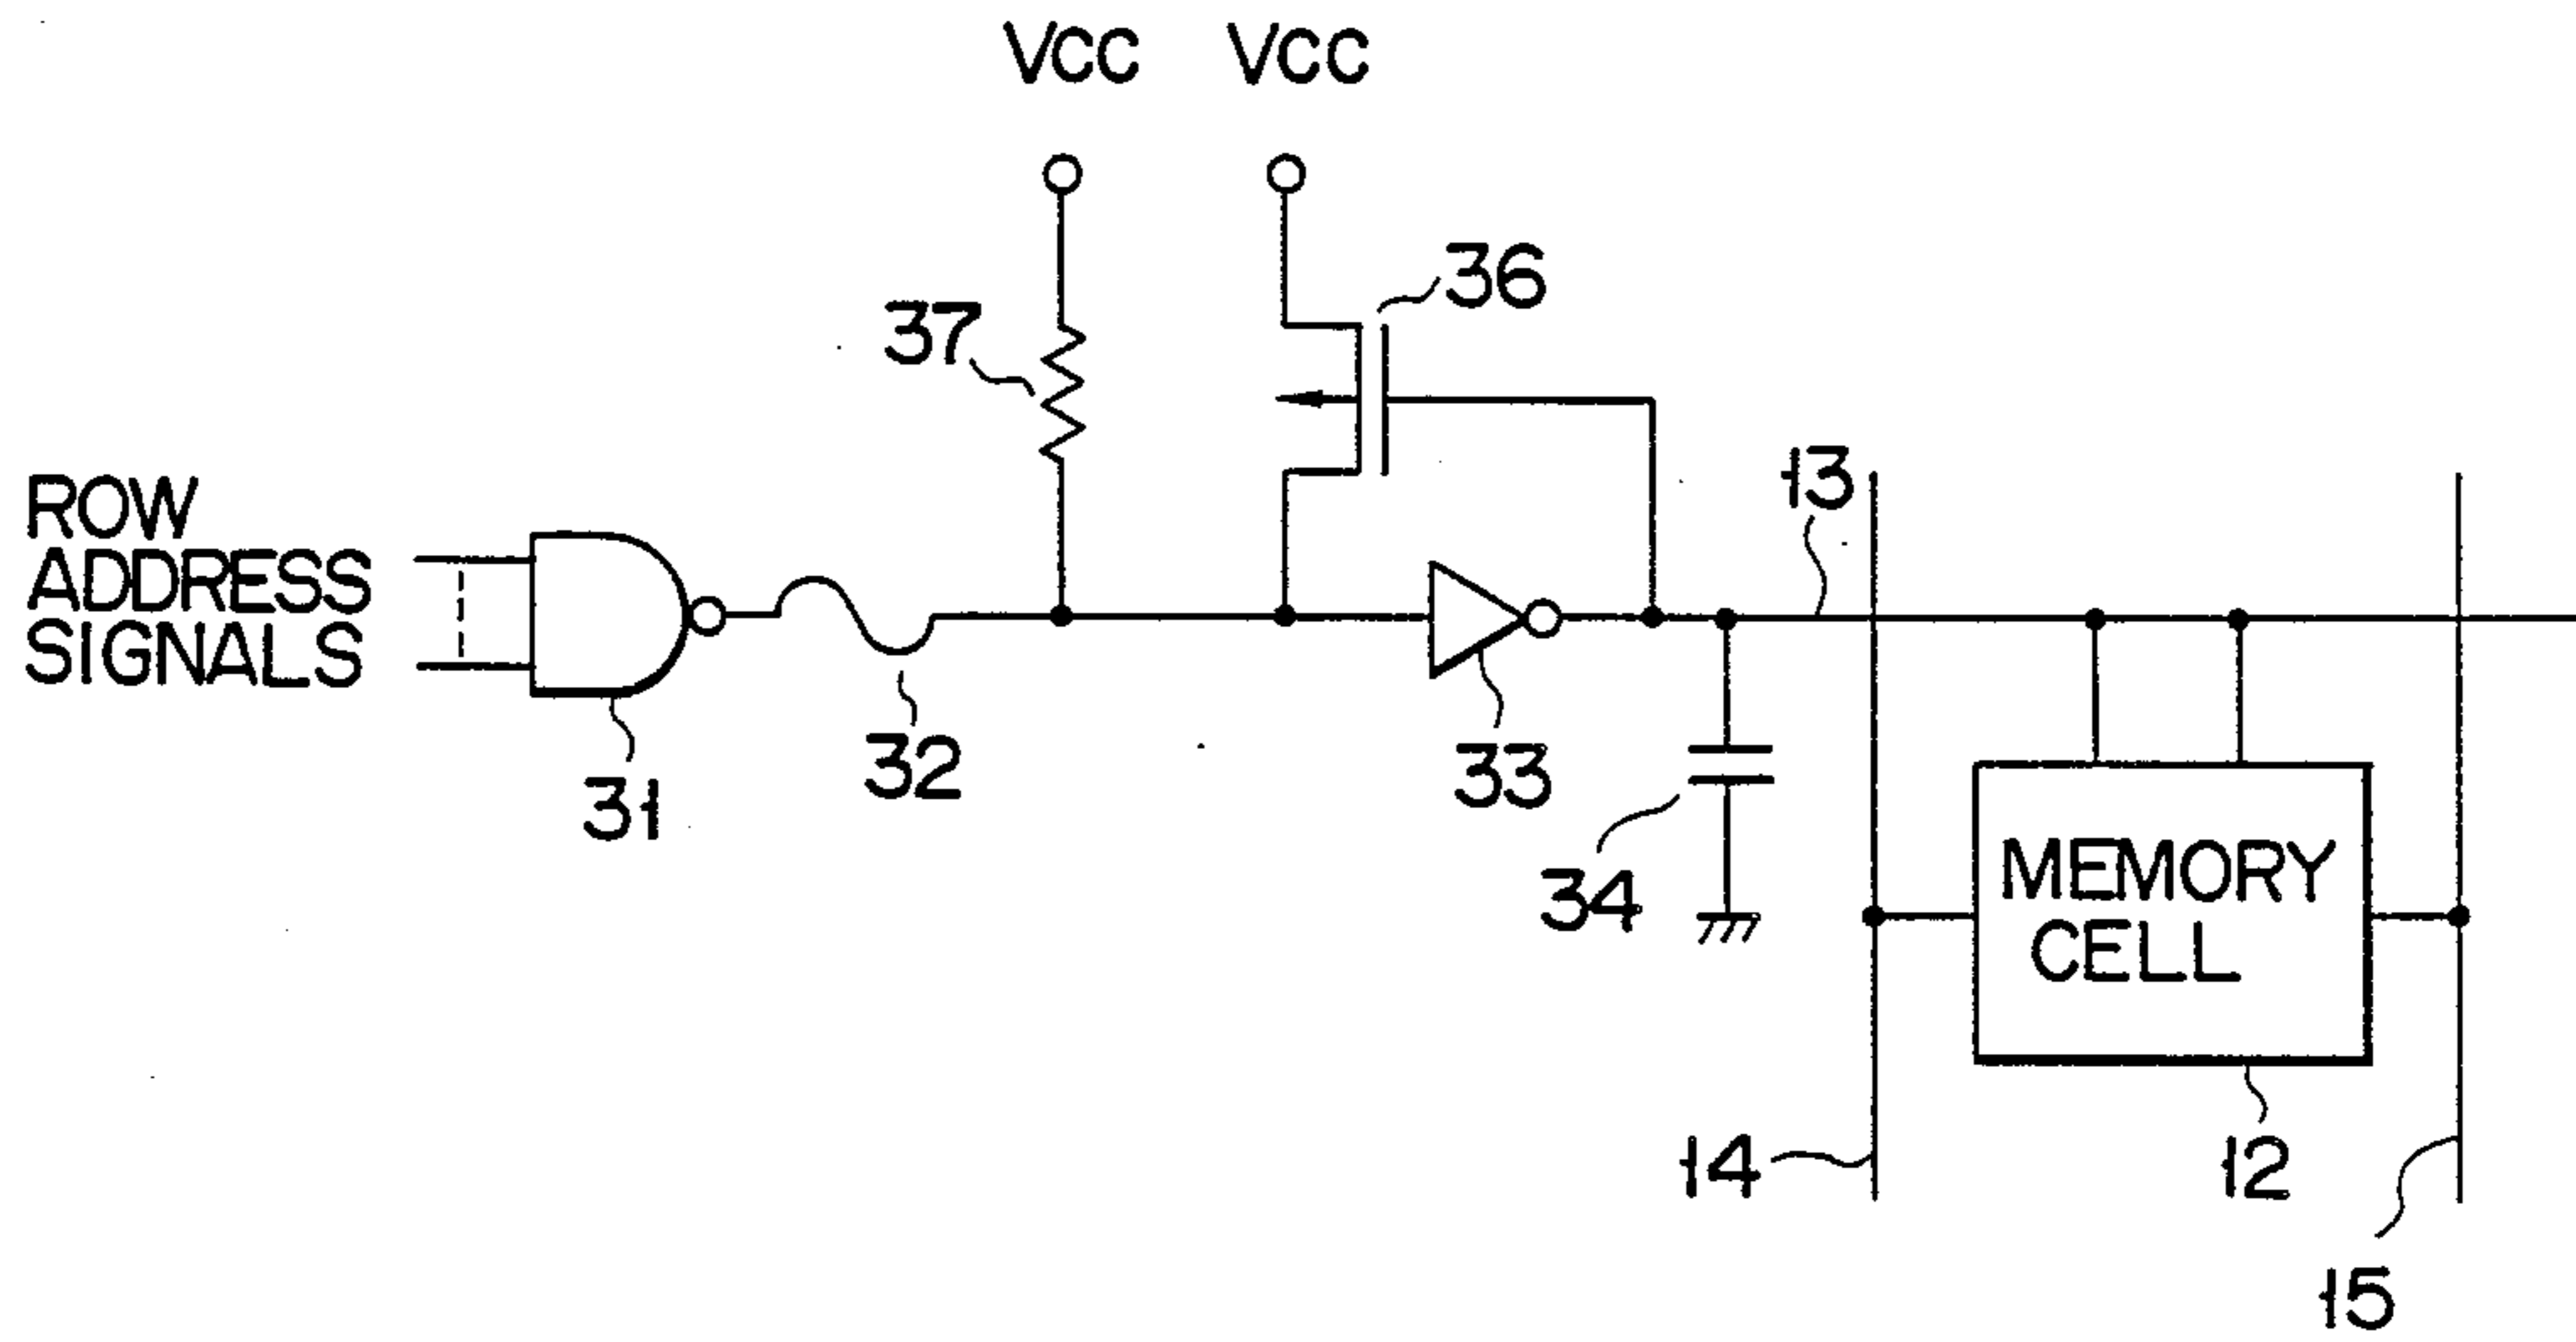 VCC VCC
36
37
13
ROW
ADDRESS
SIGNALS
32
33
31
34
MEMORY
CELL
14
12
15